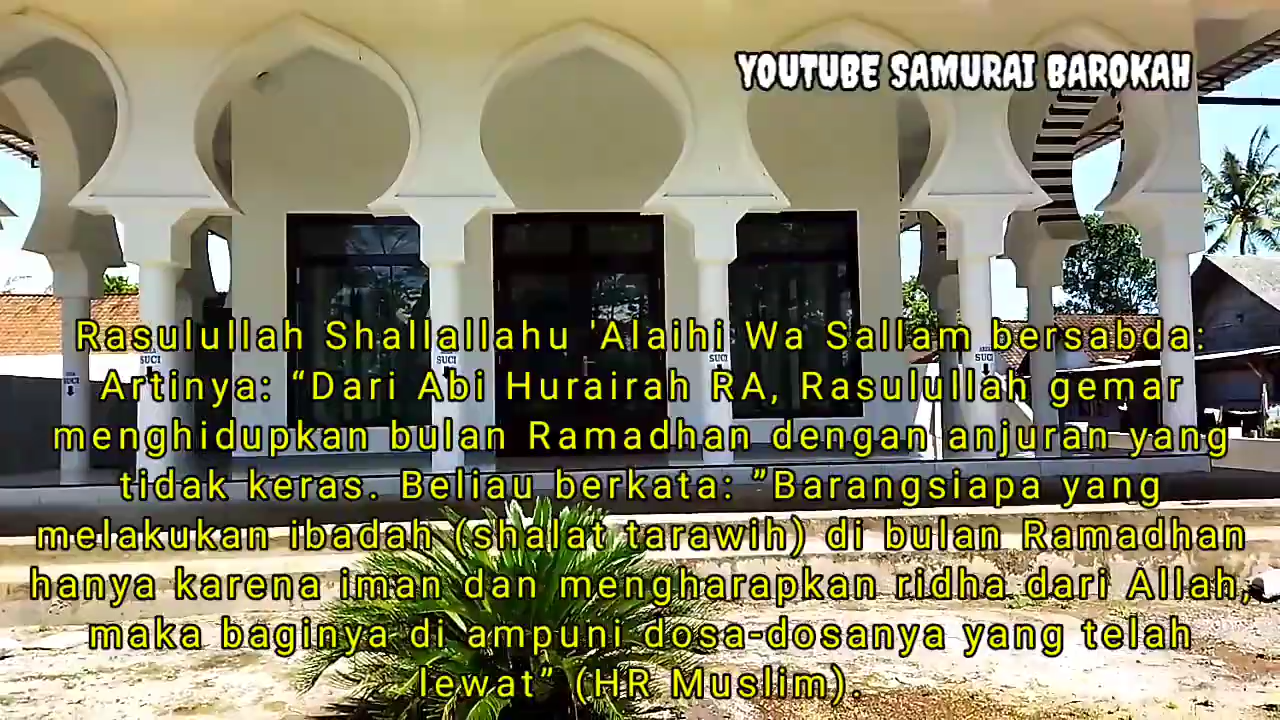 YOUTUBE SAMURAI BAROKAH
Rasulullah Shallallahu 'Alaihi Wa Sallam bersabda:
Artinya: “Dari Abi Hurairah RA, Rasulullah gemar
menghidupkan bulan Ramadhan dengan anjuran yang
tidak keras. Beliau berkata: ”Barangsiapa yang
melakukan ibadah (shalat tarawih) di bulan Ramadhan
hanya karena iman dan mengharapkan ridha dari Allah,
maka baginya di ampuni dosa-dosanya yang telah
lewat” (HR Muslim).
SUCI
SUCI
SUCI
SUCI